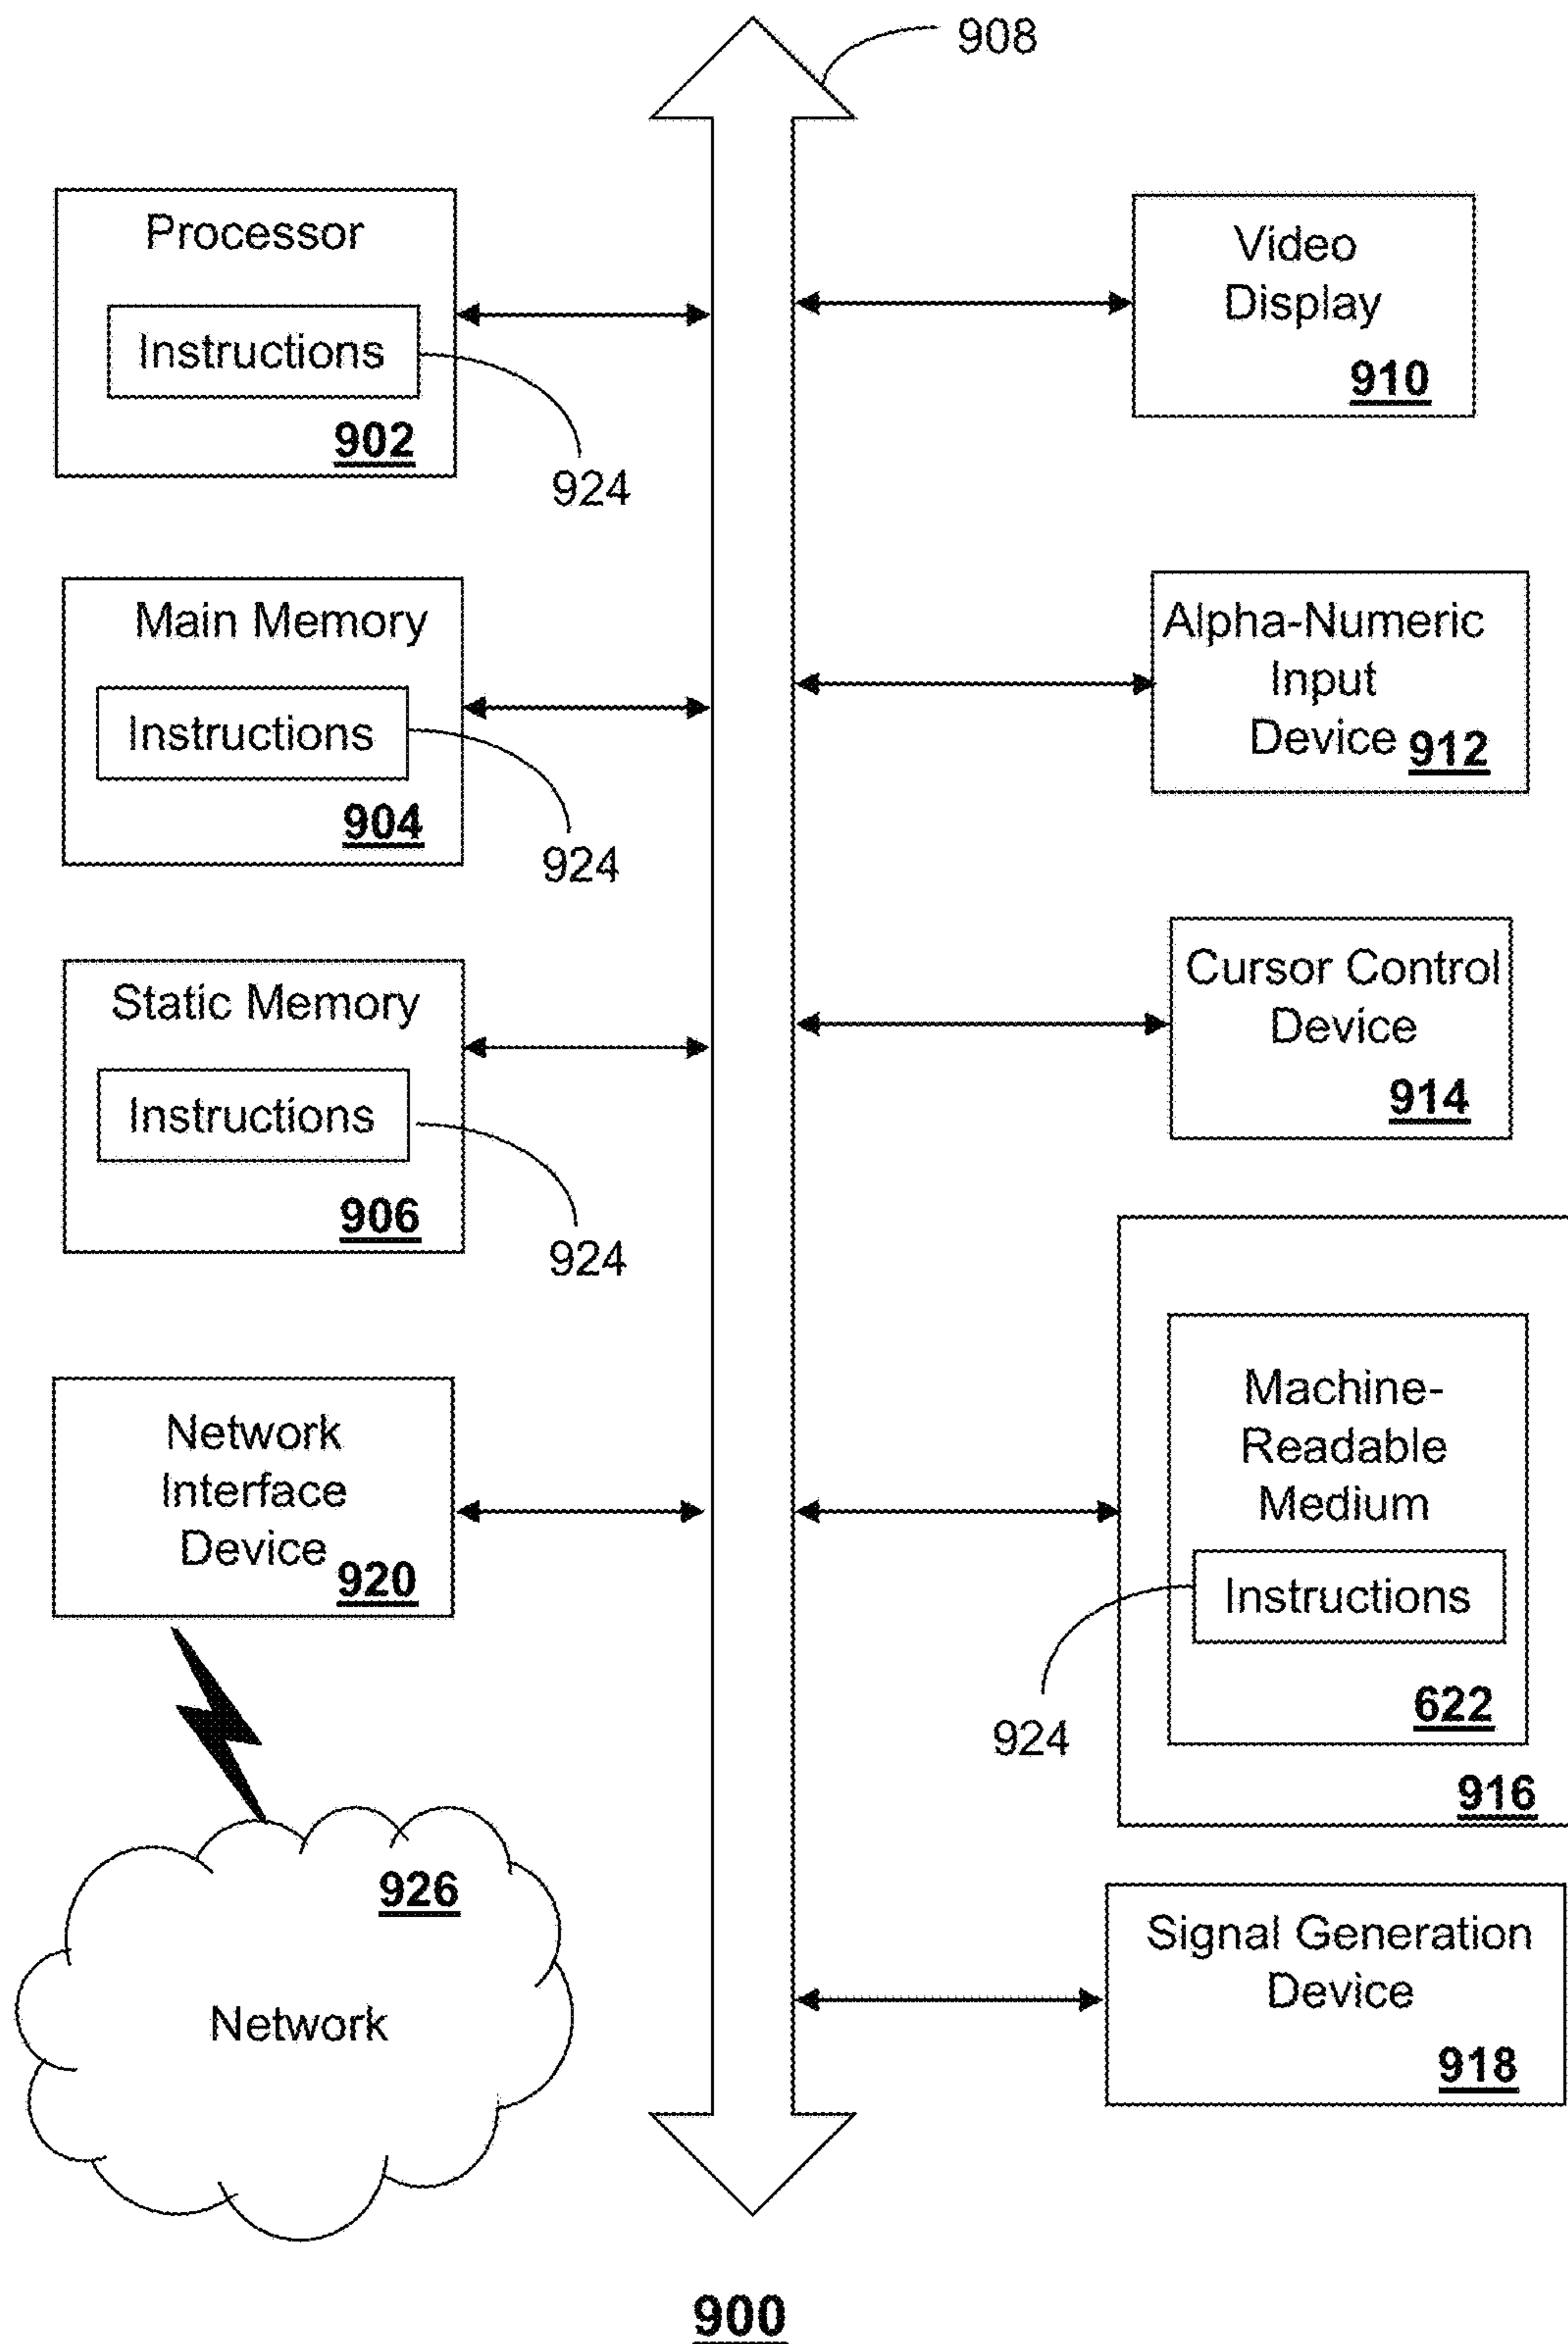 908
Processor
Instructions
902
924
Main Memory
Instructions
904
924
Static Memory
Instructions
906
924
Network
Interface
Device
920
926
Network
Video
Display
910
Alpha-Numeric
Input
Device
912
Cursor Control
Device
914
Machine-
Readable
Medium
Instructions
924
622
916
Signal Generation
Device
918
900